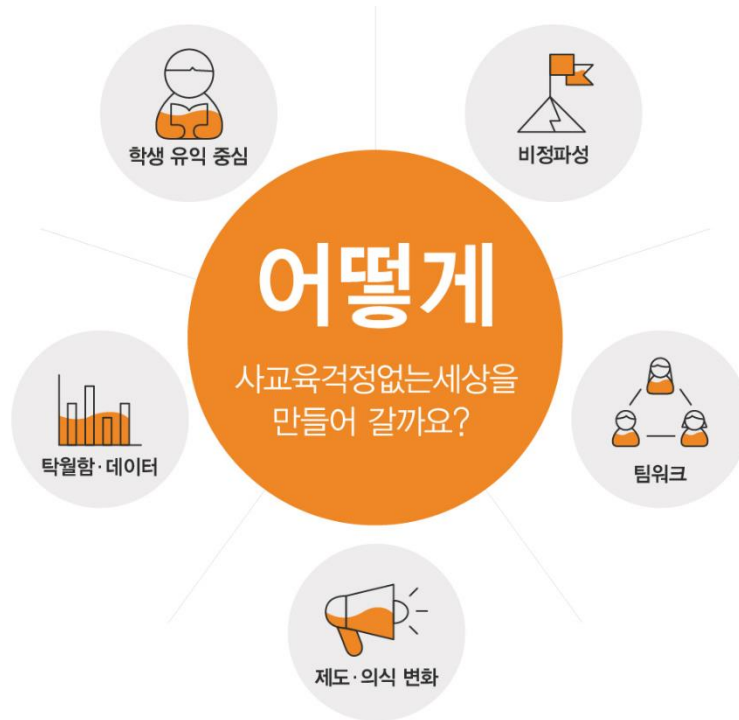 학생 유익 중심
비정파성
어떻게
사교육걱정없는세상을
만들어 갈까요?
탁월함·데이터
팀워크
제도·의식 변화